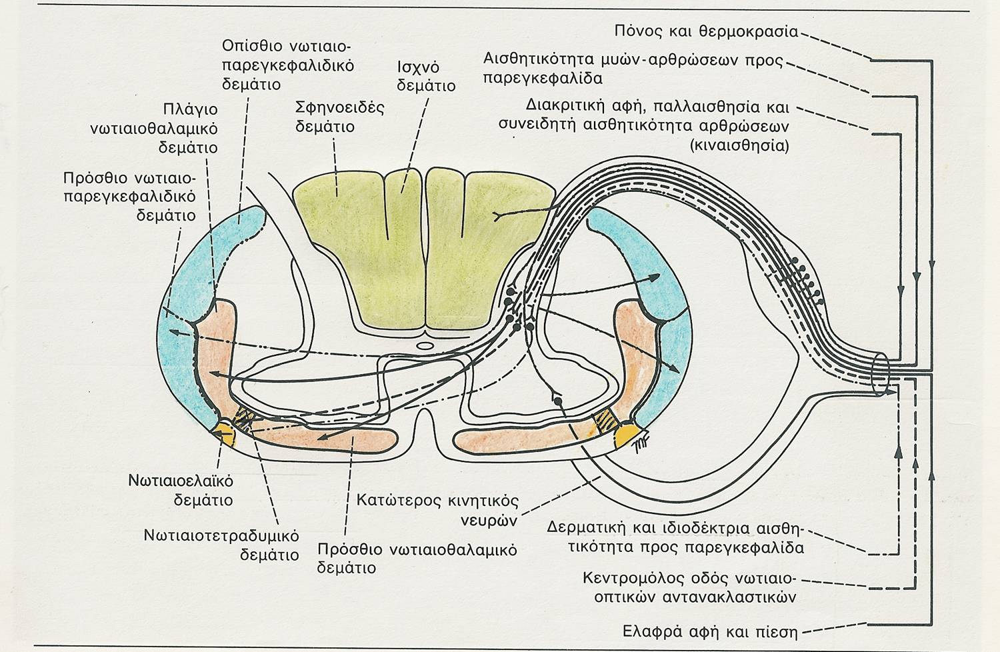 Πόνος και θερμοκρασία
Οπίσθιο νωτιαιο-
παρεγκεφαλιδικό
δεμάτιο
Ισχνό
δεμάτιο
Αισθητικότητα μυών-αρθρώσεων προς
παρεγκεφαλίδα
Πλάγιο
νωτιαιοθαλαμικό
δεμάτιο
Σφηνοειδές
δεμάτιο
Διακριτική αφή, παλλαισθησία και
συνειδητή αισθητικότητα αρθρώσεων
(κιναισθησία)
Πρόσθιο νωτιαιο-
παρεγκεφαλιδικό
δεμάτιο
Νωτιαιοελαϊκό
δεμάτιο
Κατώτερος κινητικός
νευρών
Νωτιαιοτετραδυμικό
δεμάτιο
Πρόσθιο νωτιαιοθαλαμικό
δεμάτιο
Δερματική και ιδιοδέκτρια αισθη-
τικότητα προς παρεγκεφαλίδα
Κεντρομόλος οδός νωτιαιο-
οπτικών αντανακλαστικών
Ελαφρά αφή και πίεση